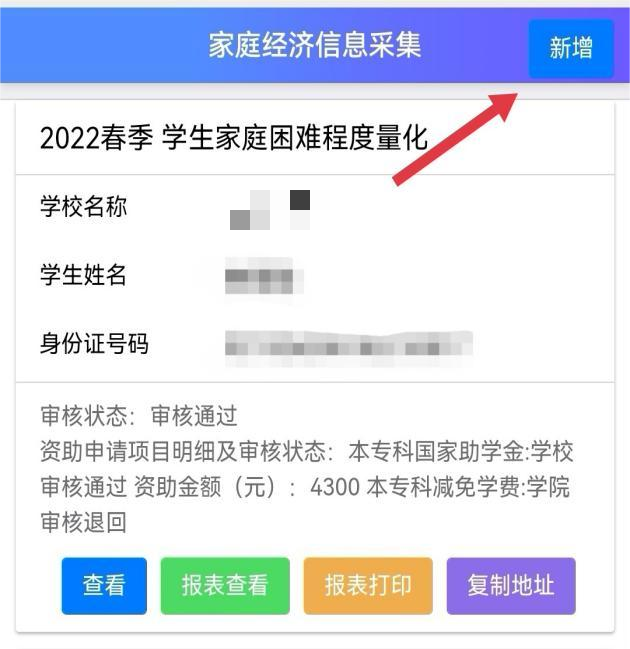 家庭经济信息采集
新增
2022春季 学生家庭困难程度量化
学校名称
学生姓名
身份证号码
审核状态：审核通过
资助申请项目明细及审核状态：本专科国家助学金:学校
审核通过 资助金额（元）：4300 本专科减免学费:学院
审核退回
查看
报表查看
报表打印
复制地址